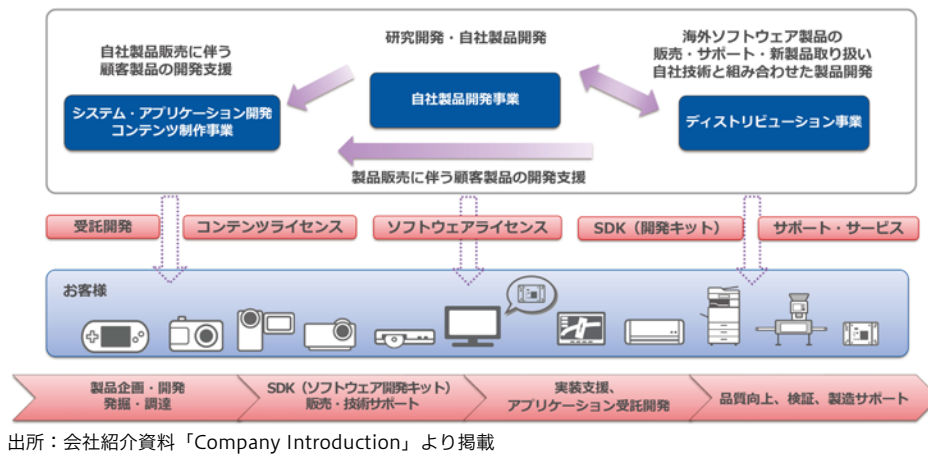 自社製品販売に伴う
顧客製品の開発支援
研究開発・自社製品開発
海外ソフトウェア製品の
販売・サポート・新製品取り扱い
自社技術と組み合わせた製品開発
システム・アプリケーション開発
コンテンツ制作事業
自社製品開発事業
ディストリビューション事業
製品販売に伴う顧客製品の開発支援
受託開発
コンテンツライセンス
ソフトウェアライセンス
SDK（開発キット）
サポート・サービス
お客様
製品企画・開発
発掘・調達
SDK（ソフトウェア開発キット）
販売・技術サポート
実装支援、
アプリケーション受託開発
品質向上、検証、製造サポート
出所：会社紹介資料「Company Introduction」より掲載